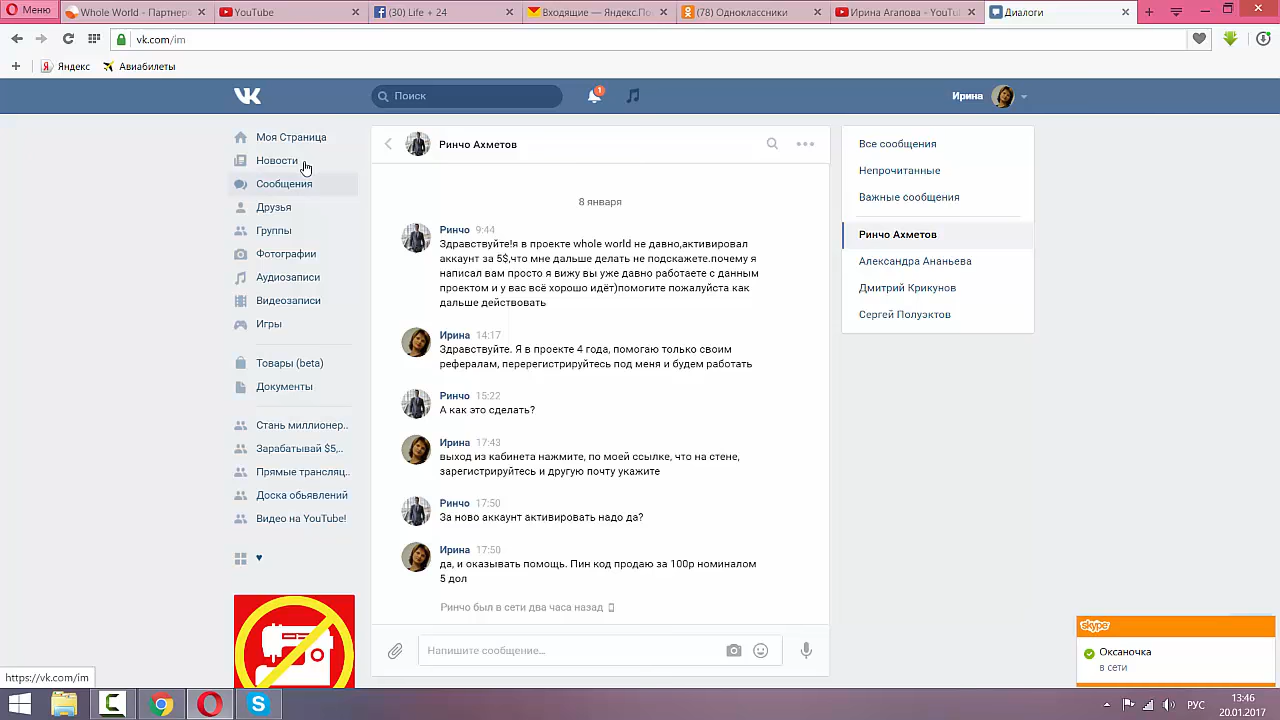 Меню
Whole World - Партнерс
YouTube
(30) Life + 24
Входящие — Яндекс.По
(78) Одноклассники
Ирина Агапова - YouTu
Диалоги
vk.com/im
Яндекс
Авиабилеты
Поиск
1
Ирина
Моя Страница
Новости
Сообщения
Друзья
Группы
Фотографии
Аудиозаписи
Видеозаписи
Игры
Товары (beta)
Документы
Стань миллионер..
Зарабатывай $5,..
Прямые трансляц..
Доска обьявлений
Видео на YouTube!
Ринчо Ахметов
8 января
Ринчо 9:44
Здравствуйте!я в проекте whole world не давно,активировал
аккаунт за 5$,что мне дальше делать не подскажете.почему я
написал вам просто я вижу вы уже давно работаете с данным
проектом и у вас всё хорошо идёт)помогите пожалуйста как
дальше действовать
Ирина 14:17
Здравствуйте. Я в проекте 4 года, помогаю только своим
рефералам, перерегистрируйтесь под меня и будем работать
Ринчо 15:22
А как это сделать?
Ирина 17:43
выход из кабинета нажмите, по моей ссылке, что на стене,
зарегистрируйтесь и другую почту укажите
Ринчо 17:50
За ново аккаунт активировать надо да?
Ирина 17:50
да, и оказывать помощь. Пин код продаю за 100р номиналом
5 дол
Ринчо был в сети два часа назад
Напишите сообщение...
Все сообщения
Непрочитанные
Важные сообщения
Ринчо Ахметов
Александра Ананьева
Дмитрий Крикунов
Сергей Полуэктов
skype
Оксаночка
в сети
https://vk.com/im
РУС
13:46
20.01.2017